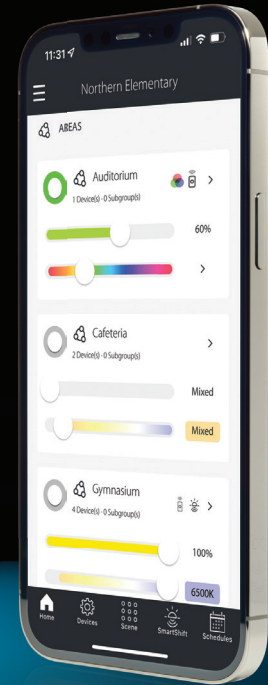 11:31
Northern Elementary
AREAS
Auditorium
1 Device(s) - 0 Subgroup(s)
60%
Cafeteria
2 Device(s) - 0 Subgroup(s)
Mixed
Mixed
Gymnasium
4 Device(s) - 0 Subgroup(s)
100%
6500K
Home
Devices
Scene
SmartShift
Schedules